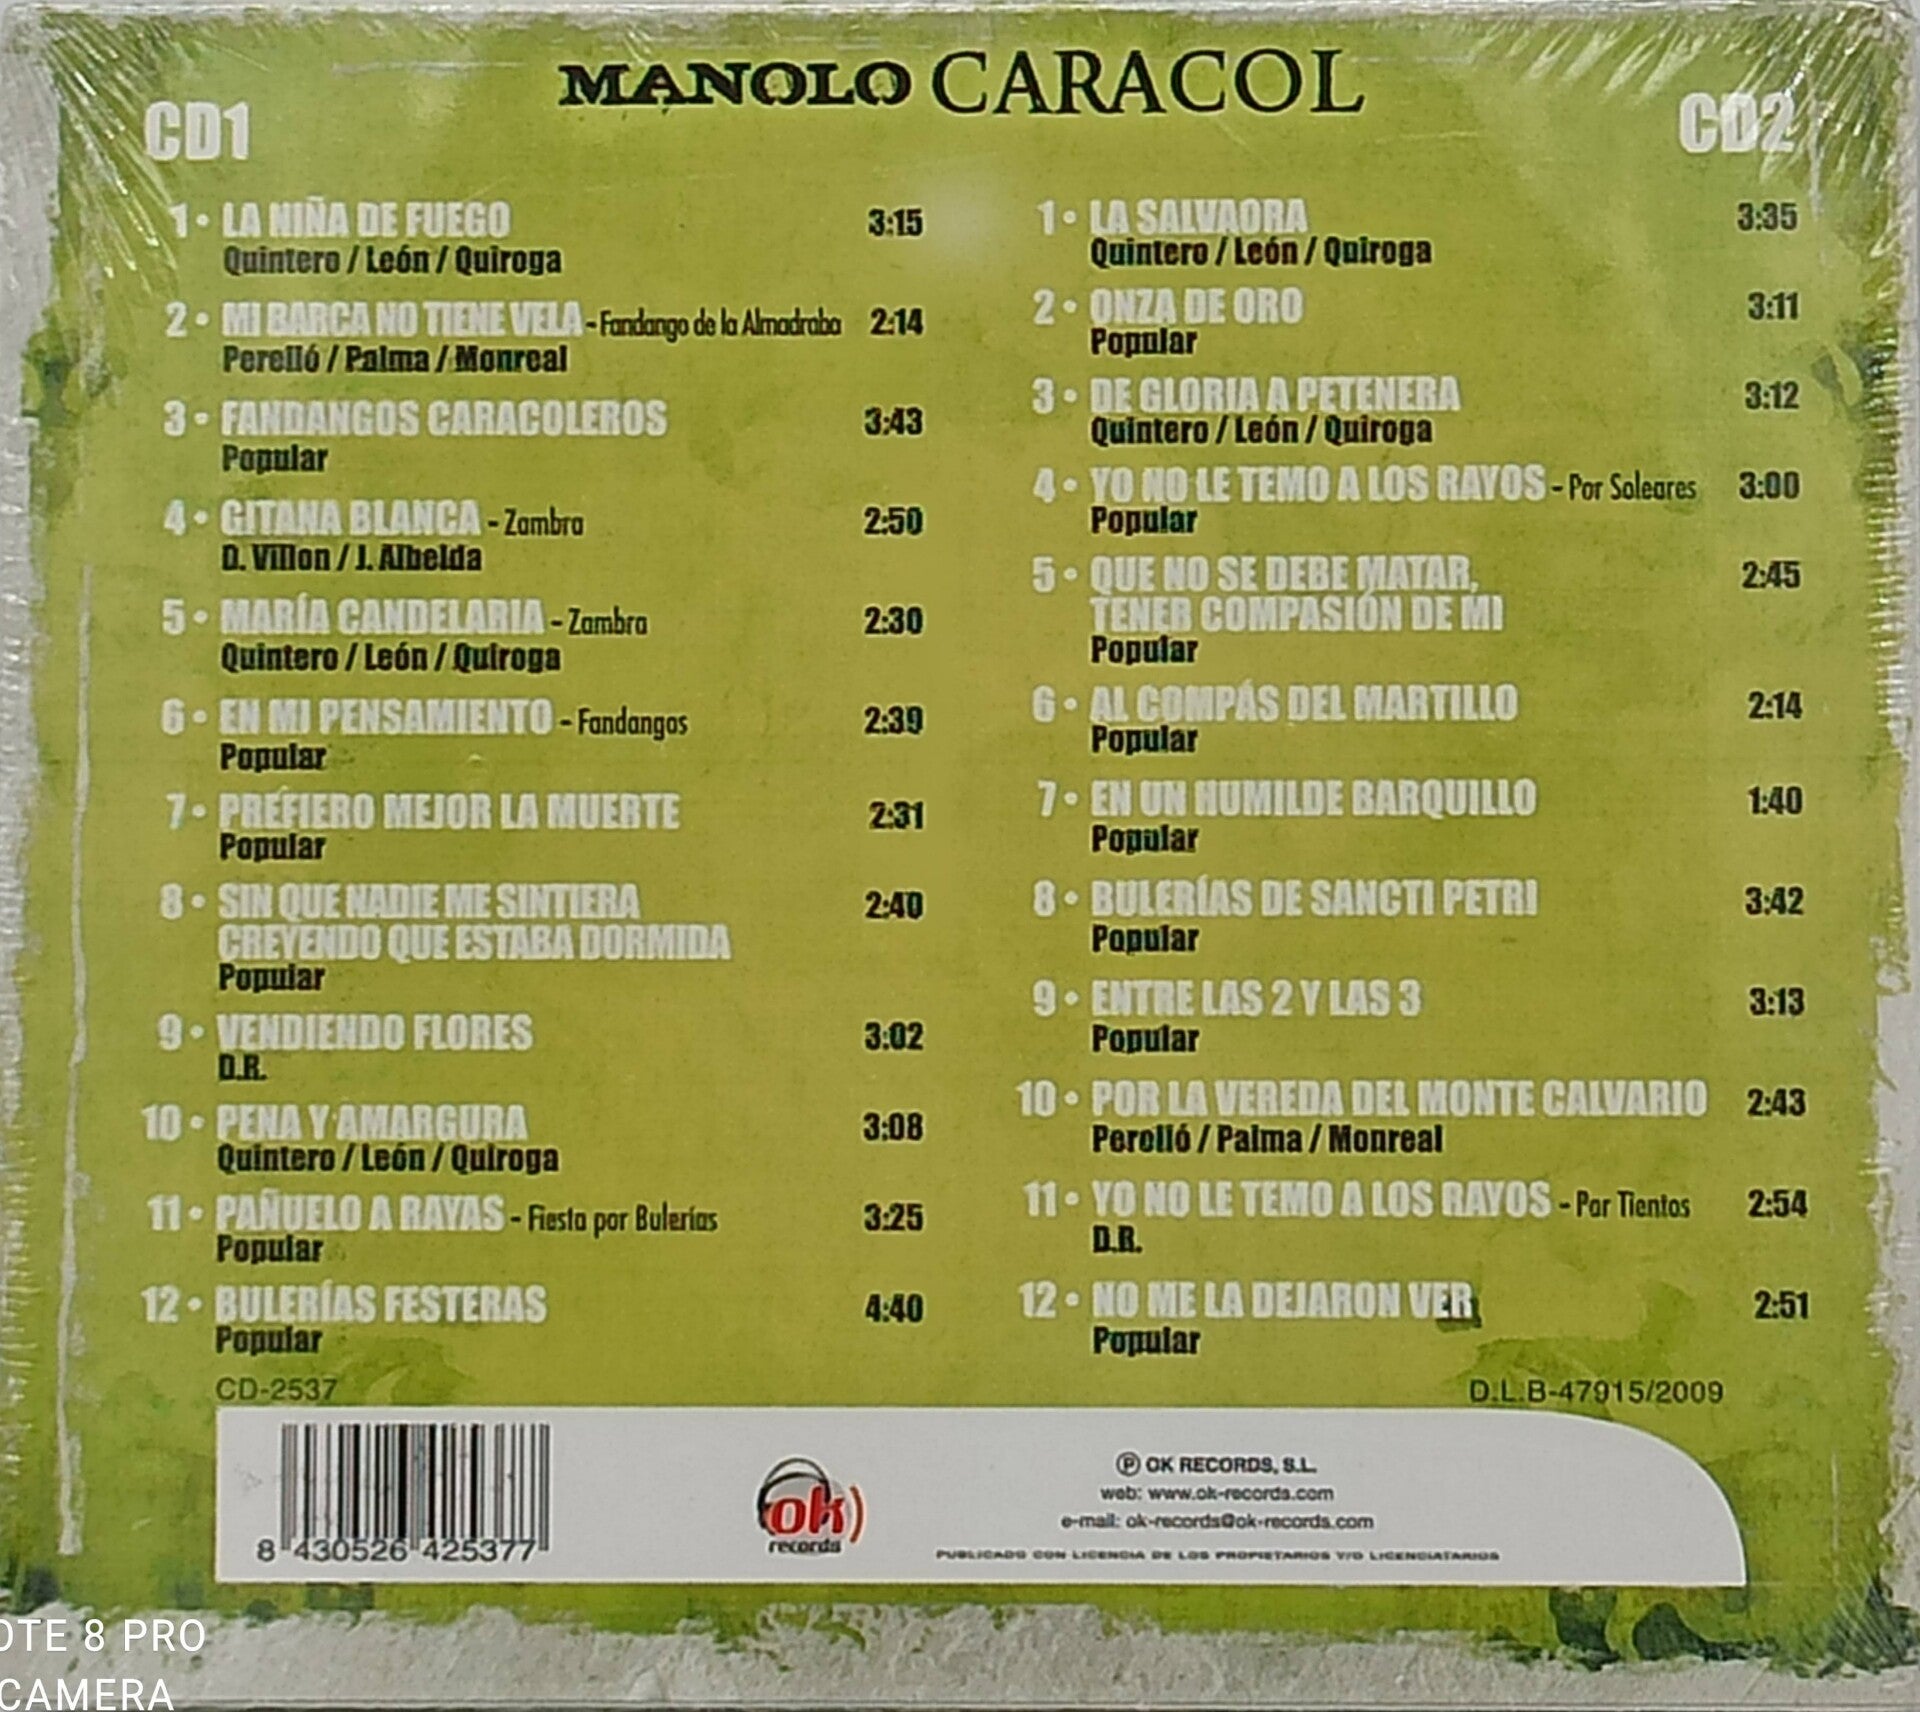 MANOLO CARACOL
CD1
1 • LA NIÑA DE FUEGO 3:15
Quintero / León / Quiroga
2 • MI BARCA NO TIENE VELA - Fandango de la Almadraba 2:14
Perelló / Palma / Monreal
3 • FANDANGOS CARACOLEROS 3:43
Popular
4 • GITANA BLANCA - Zambra 2:50
D. Villon / J. Albelda
5 • MARÍA CANDELARIA - Zambra 2:30
Quintero / León / Quiroga
6 • EN MI PENSAMIENTO - Fandangos 2:39
Popular
7 • PREFIERO MEJOR LA MUERTE 2:31
Popular
8 • SIN QUE NADIE ME SINTIERA 2:40
CREYENDO QUE ESTABA DORMIDA
Popular
9 • VENDIENDO FLORES 3:02
D.R.
10 • PENA Y AMARGURA 3:08
Quintero / León / Quiroga
11 • PAÑUELO A RAYAS - Fiesta por Bulerías 3:25
Popular
12 • BULERÍAS FESTERAS 4:40
Popular
CD2
1 • LA SALVAORA 3:35
Quintero / León / Quiroga
2 • ONZA DE ORO 3:11
Popular
3 • DE GLORIA A PETENERA 3:12
Quintero / León / Quiroga
4 • YO NO LE TEMO A LOS RAYOS - Por Soleares 3:00
Popular
5 • QUE NO SE DEBE MATAR, 2:45
TENER COMPASIÓN DE MI
Popular
6 • AL COMPÁS DEL MARTILLO 2:14
Popular
7 • EN UN HUMILDE BARQUILLO 1:40
Popular
8 • BULERÍAS DE SANCTI PETRI 3:42
Popular
9 • ENTRE LAS 2 Y LAS 3 3:13
Popular
10 • POR LA VEREDA DEL MONTE CALVARIO 2:43
Perelló / Palma / Monreal
11 • YO NO LE TEMO A LOS RAYOS - Por Tientos 2:54
D.R.
12 • NO ME LA DEJARON VER 2:51
Popular
CD-2537
D.L.B-47915/2009
8 430526 425377
ok
records
℗ OK RECORDS, S.L.
web: www.ok-records.com
e-mail: ok-records@ok-records.com
PUBLICADO CON LICENCIA DE LOS PROPIETARIOS Y/O LICENCIATARIOS
OTE 8 PRO
CAMERA